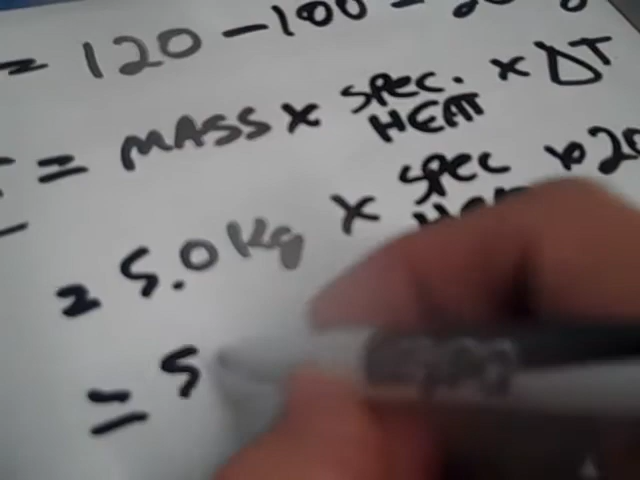 = 120 - 100 =
= MASS × SPEC. HEAT × ΔT
= 5.0 Kg × SPEC
= 5